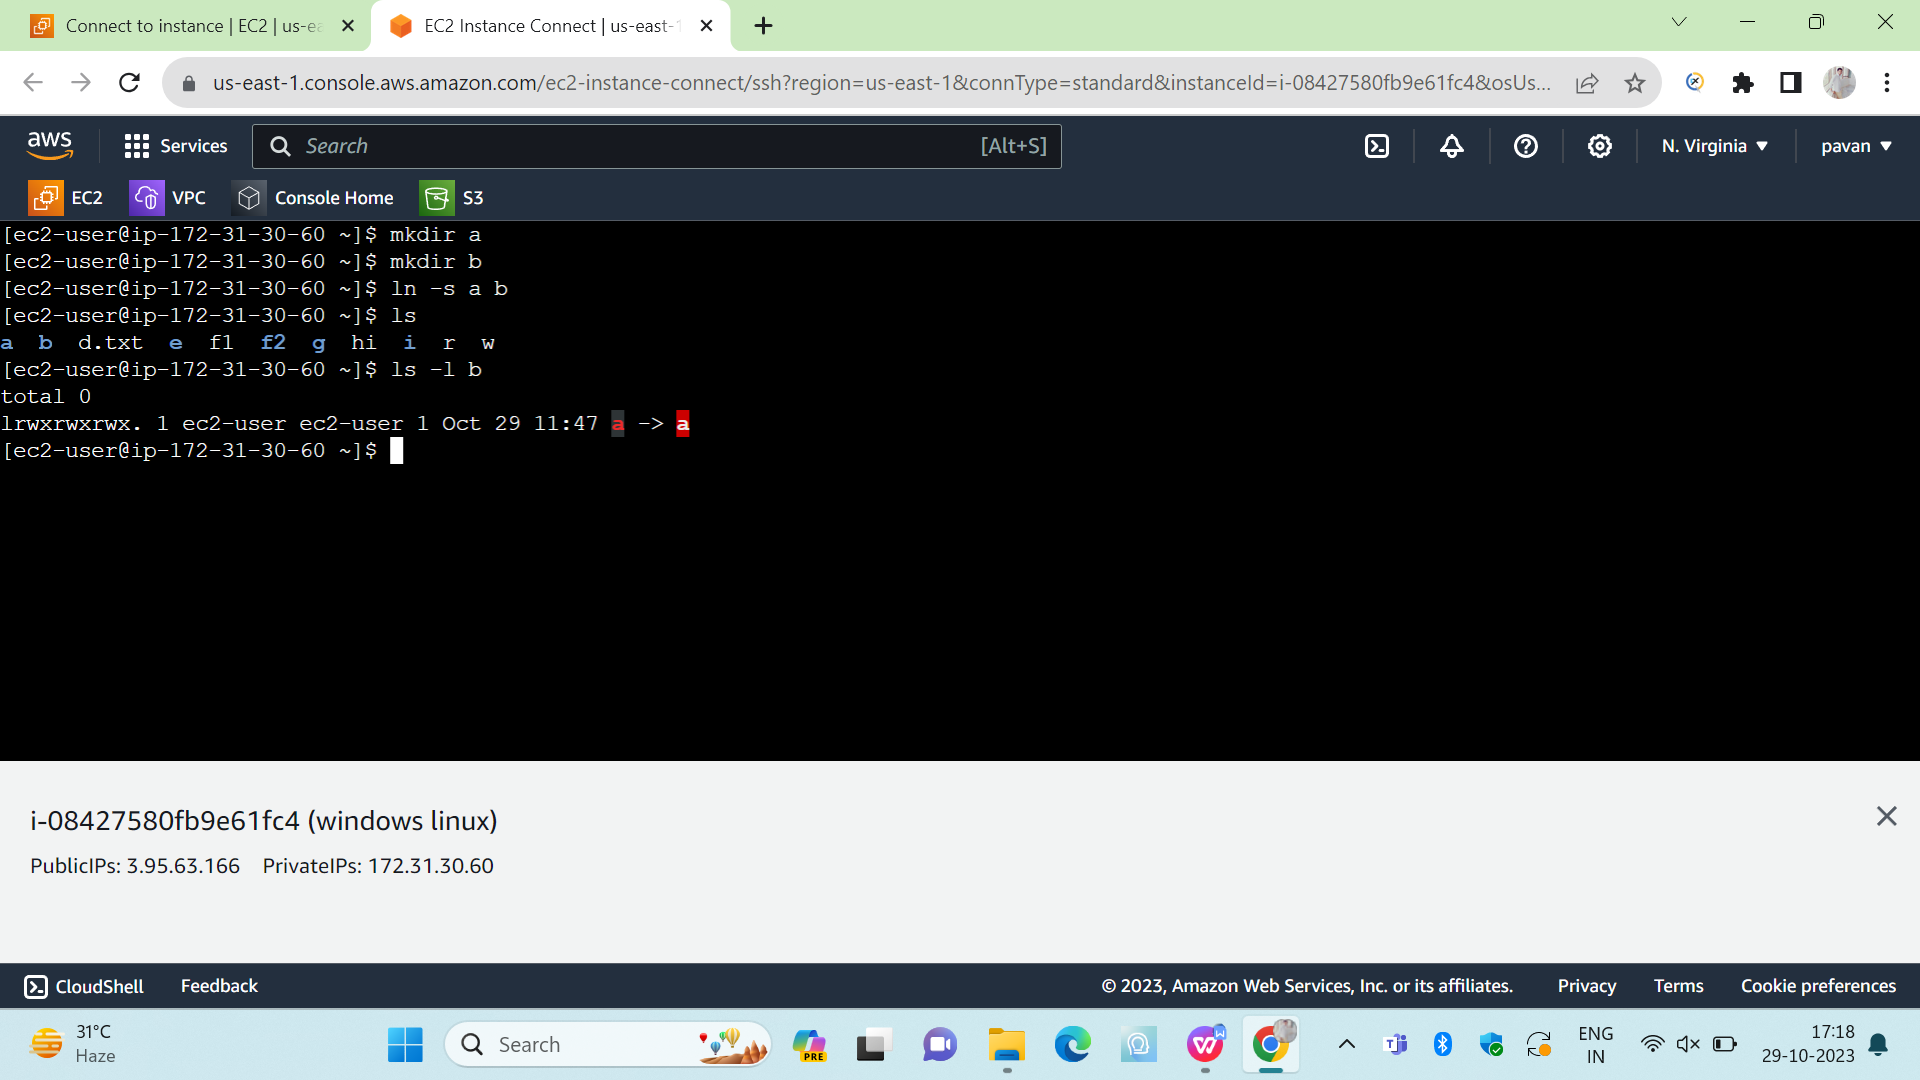 Connect to instance | EC2 | us-ea
EC2 Instance Connect | us-east-1
us-east-1.console.aws.amazon.com/ec2-instance-connect/ssh?region=us-east-1&connType=standard&instanceId=i-08427580fb9e61fc4&osUs...
aws
Services
Search
[Alt+S]
N. Virginia
pavan
EC2
VPC
Console Home
S3
[ec2-user@ip-172-31-30-60 ~]$ mkdir a
[ec2-user@ip-172-31-30-60 ~]$ mkdir b
[ec2-user@ip-172-31-30-60 ~]$ ln -s a b
[ec2-user@ip-172-31-30-60 ~]$ ls
a  b  d.txt  e  f1  f2  g  hi  i  r  w
[ec2-user@ip-172-31-30-60 ~]$ ls -l b
total 0
lrwxrwxrwx. 1 ec2-user ec2-user 1 Oct 29 11:47 a -> a
[ec2-user@ip-172-31-30-60 ~]$
i-08427580fb9e61fc4 (windows linux)
PublicIPs: 3.95.63.166   PrivateIPs: 172.31.30.60
CloudShell
Feedback
© 2023, Amazon Web Services, Inc. or its affiliates.
Privacy
Terms
Cookie preferences
31°C
Haze
Search
PRE
ENG
IN
17:18
29-10-2023